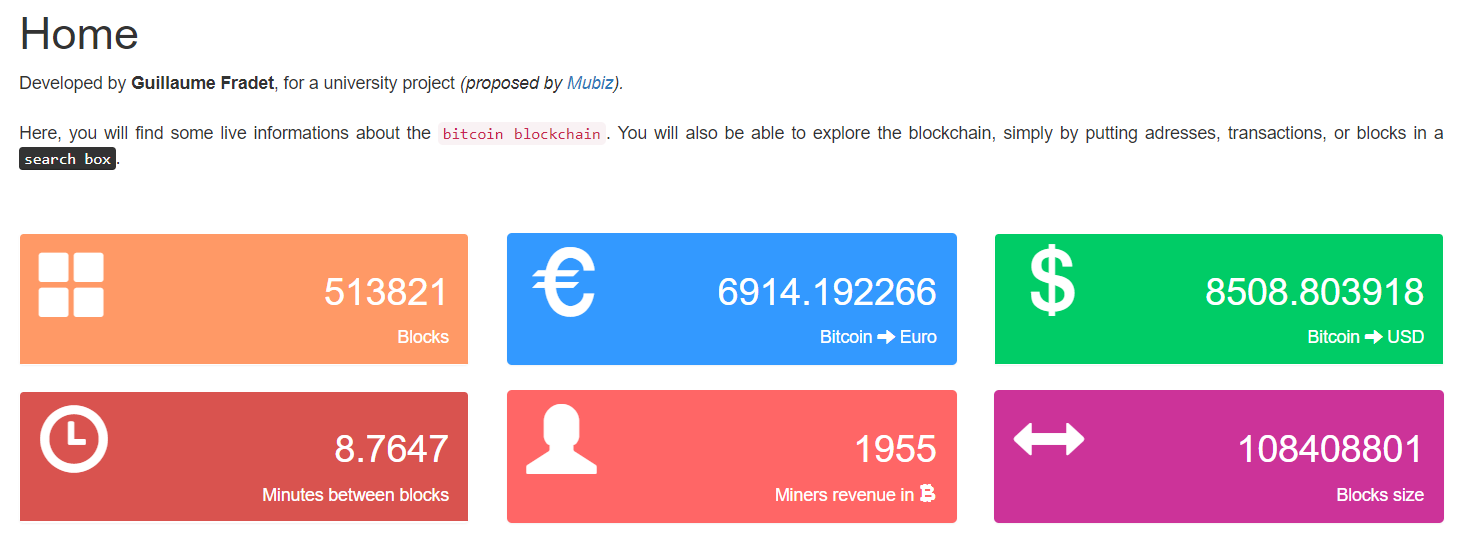 Home
Developed by Guillaume Fradet, for a university project (proposed by Mubiz).
Here, you will find some live informations about the bitcoin blockchain. You will also be able to explore the blockchain, simply by putting adresses, transactions, or blocks in a
search box.
513821
Blocks
6914.192266
Bitcoin ➜ Euro
8508.803918
Bitcoin ➜ USD
8.7647
Minutes between blocks
1955
Miners revenue in ₿
108408801
Blocks size